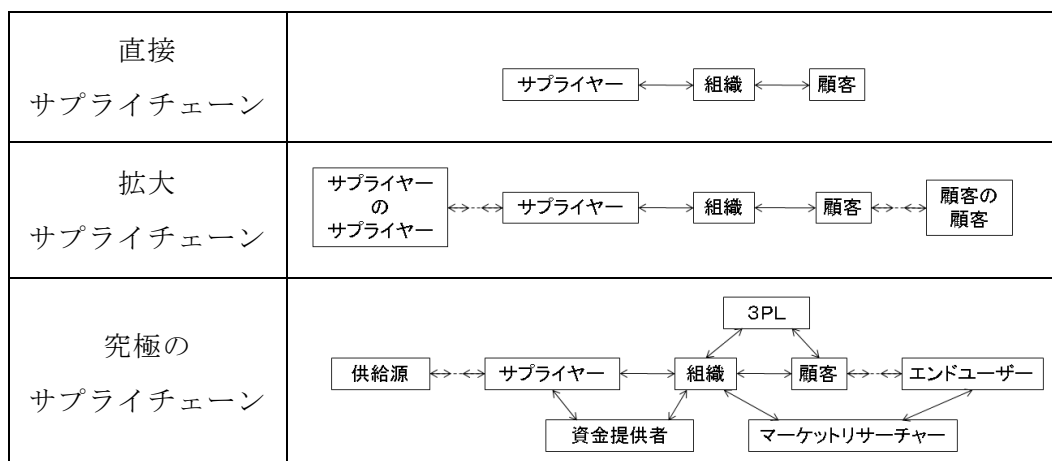 直接
サプライチェーン
サプライヤー
組織
顧客
拡大
サプライチェーン
サプライヤー
の
サプライヤー
サプライヤー
組織
顧客
顧客の
顧客
究極の
サプライチェーン
3PL
供給源
サプライヤー
組織
顧客
エンドユーザー
資金提供者
マーケットリサーチャー